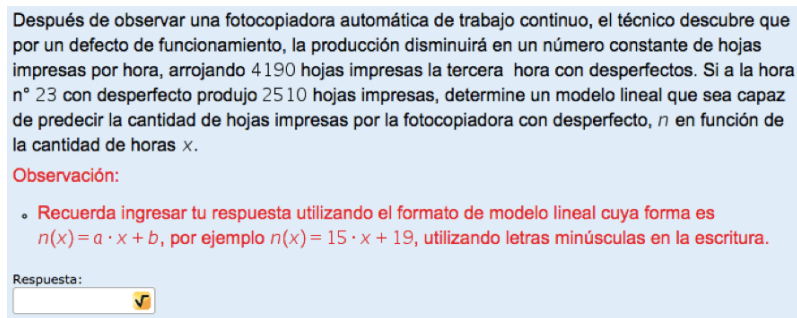 Después de observar una fotocopiadora automática de trabajo continuo, el técnico descubre que
por un defecto de funcionamiento, la producción disminuirá en un número constante de hojas
impresas por hora, arrojando 4190 hojas impresas la tercera hora con desperfectos. Si a la hora
n° 23 con desperfecto produjo 2510 hojas impresas, determine un modelo lineal que sea capaz
de predecir la cantidad de hojas impresas por la fotocopiadora con desperfecto, n en función de
la cantidad de horas x.
Observación:
• Recuerda ingresar tu respuesta utilizando el formato de modelo lineal cuya forma es
n(x) = a · x + b, por ejemplo n(x) = 15 · x + 19, utilizando letras minúsculas en la escritura.
Respuesta: